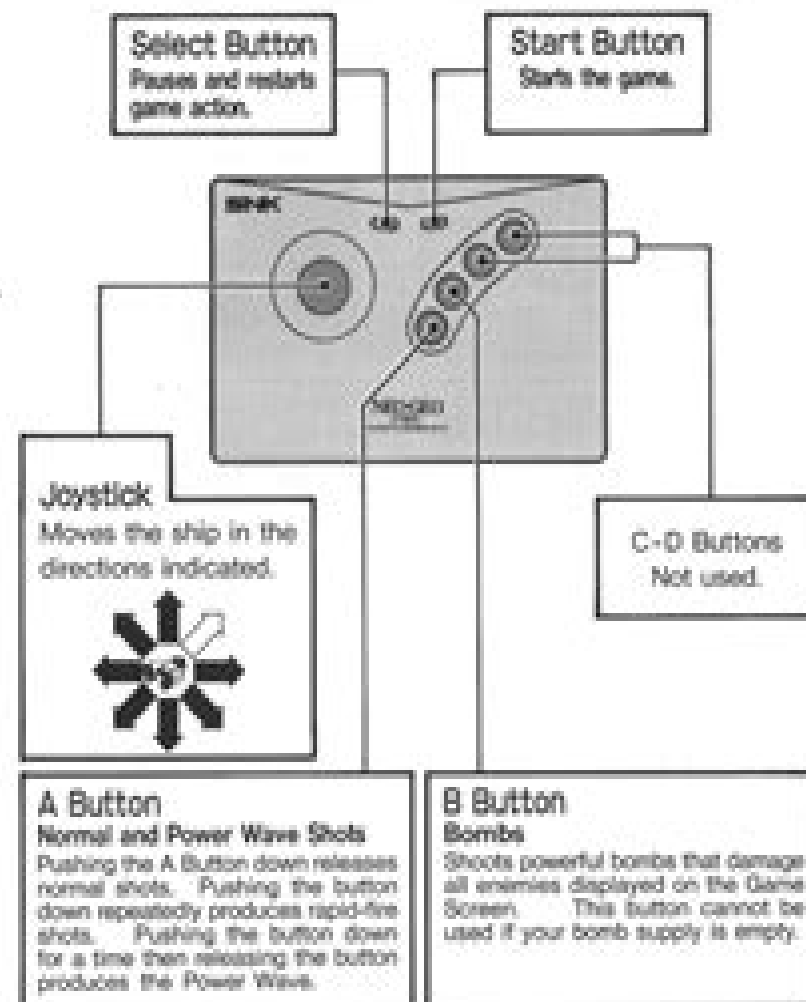 Select Button
Pauses and restarts
game action.
Start Button
Starts the game.
SNK
NEO•GEO
Joystick
Moves the ship in the
directions indicated.
C-D Buttons
Not used.
A Button
Normal and Power Wave Shots
Pushing the A Button down releases
normal shots. Pushing the button
down repeatedly produces rapid-fire
shots. Pushing the button down
for a time then releasing the button
produces the Power Wave.
B Button
Bombs
Shoots powerful bombs that damage
all enemies displayed on the Game
Screen. This button cannot be
used if your bomb supply is empty.